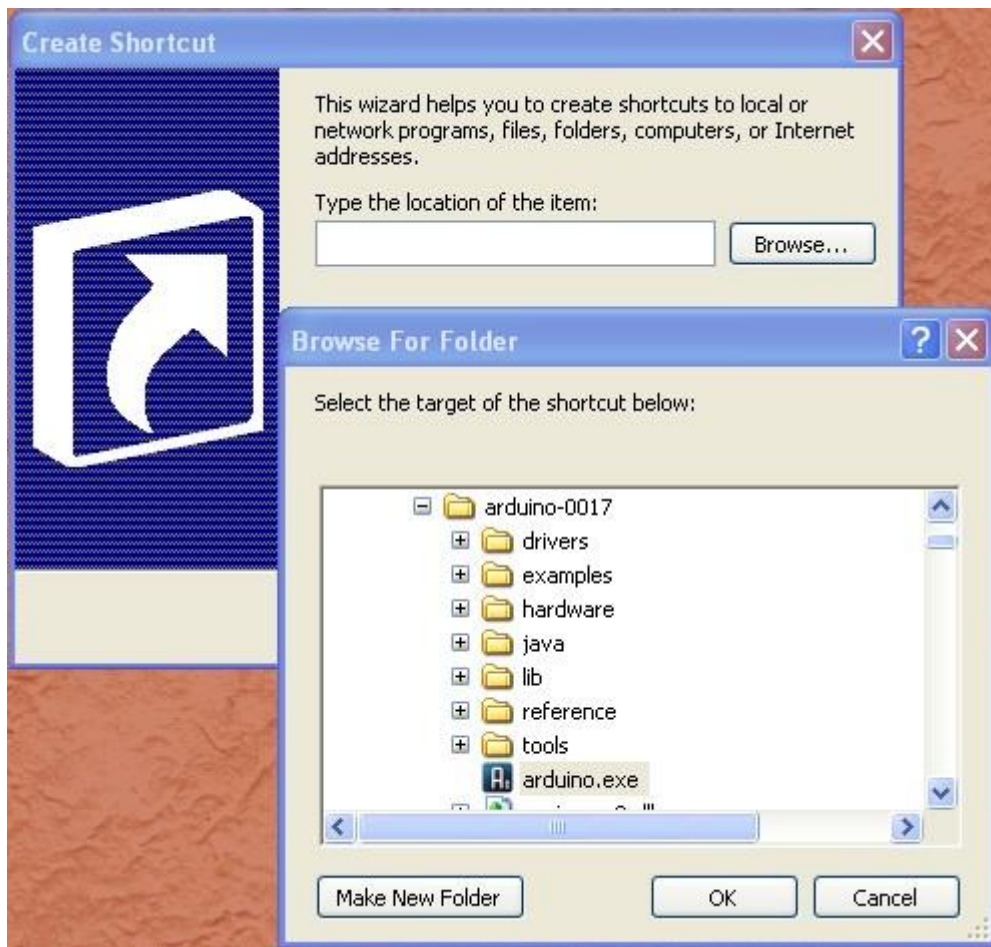 Create Shortcut
This wizard helps you to create shortcuts to local or
network programs, files, folders, computers, or Internet
addresses.
Type the location of the item:
Browse...
Browse For Folder
Select the target of the shortcut below:
arduino-0017
drivers
examples
hardware
java
lib
reference
tools
arduino.exe
Make New Folder
OK
Cancel